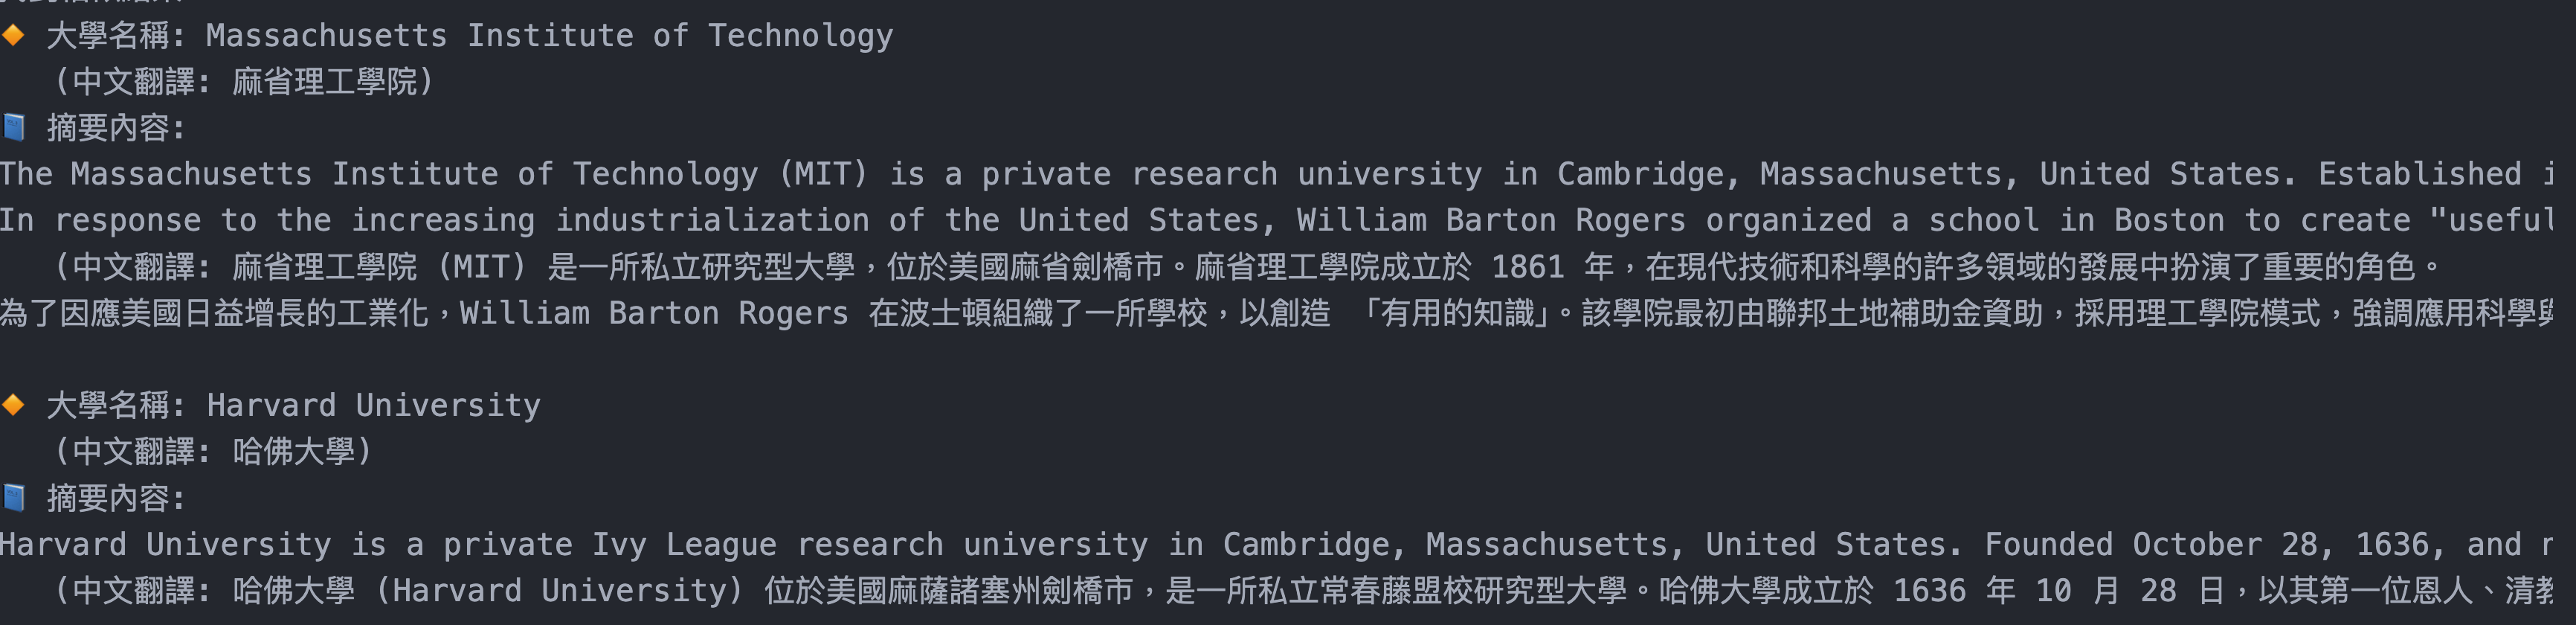 🔸 大學名稱: Massachusetts Institute of Technology
(中文翻譯: 麻省理工學院)
📘 摘要內容:
The Massachusetts Institute of Technology (MIT) is a private research university in Cambridge, Massachusetts, United States. Established
In response to the increasing industrialization of the United States, William Barton Rogers organized a school in Boston to create "useful
(中文翻譯: 麻省理工學院 (MIT) 是一所私立研究型大學，位於美國麻省劍橋市。麻省理工學院成立於 1861 年，在現代技術和科學的許多領域的發展中扮演了重要的角色。
為了因應美國日益增長的工業化，William Barton Rogers 在波士頓組織了一所學校，以創造 「有用的知識」。該學院最初由聯邦土地補助金資助，採用理工學院模式，強調應用科學
🔸 大學名稱: Harvard University
(中文翻譯: 哈佛大學)
📘 摘要內容:
Harvard University is a private Ivy League research university in Cambridge, Massachusetts, United States. Founded October 28, 1636, and
(中文翻譯: 哈佛大學 (Harvard University) 位於美國麻薩諸塞州劍橋市，是一所私立常春藤盟校研究型大學。哈佛大學成立於 1636 年 10 月 28 日，以其第一位恩人、清